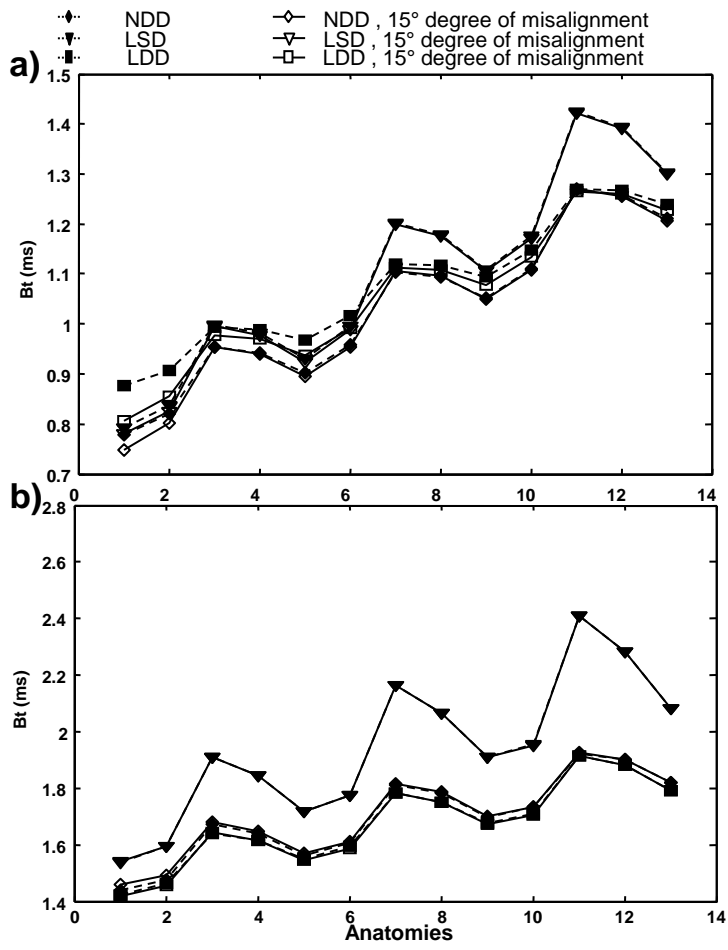 NDD NDD , 15° degree of misalignment
LSD LSD , 15° degree of misalignment
LDD LDD , 15° degree of misalignment
a)
1.5
1.4
1.3
1.2
1.1
1
0.9
0.8
0.7
Bt (ms)
0 2 4 6 8 10 12 14
b)
2.8
2.6
2.4
2.2
2
1.8
1.6
1.4
Bt (ms)
0 2 4 6 8 10 12 14
Anatomies